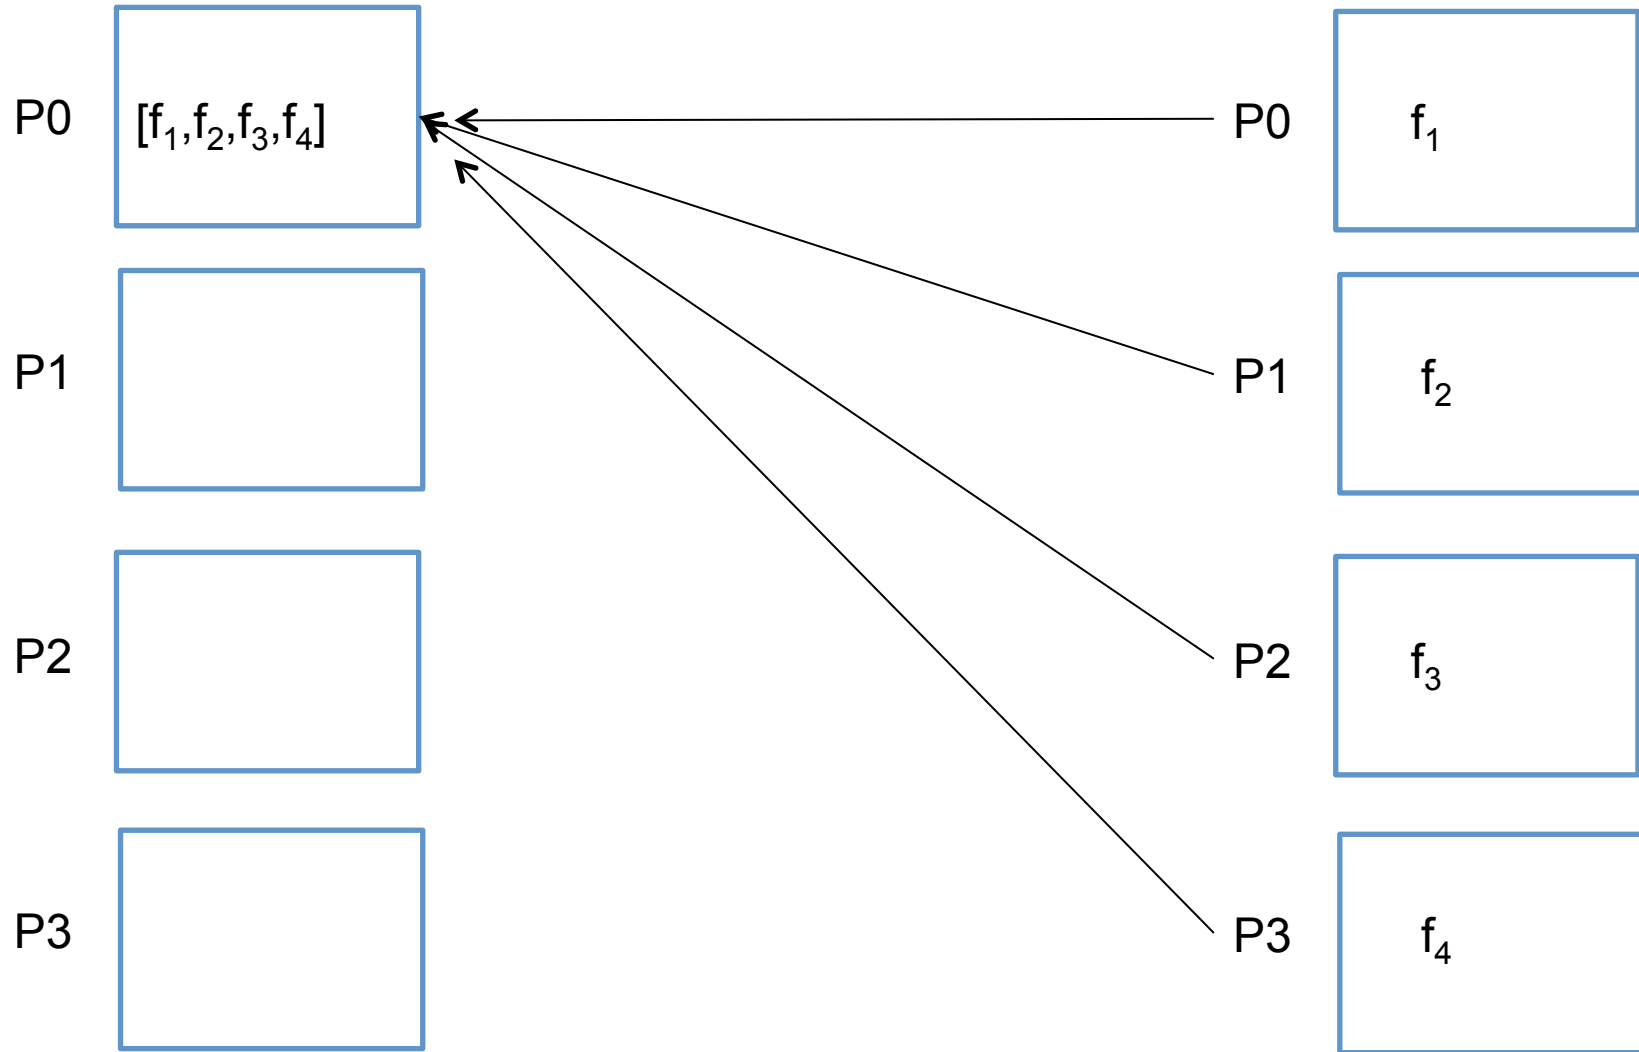 P0 [f₁,f₂,f₃,f₄] P0 f₁
P1 P1 f₂
P2 P2 f₃
P3 P3 f₄